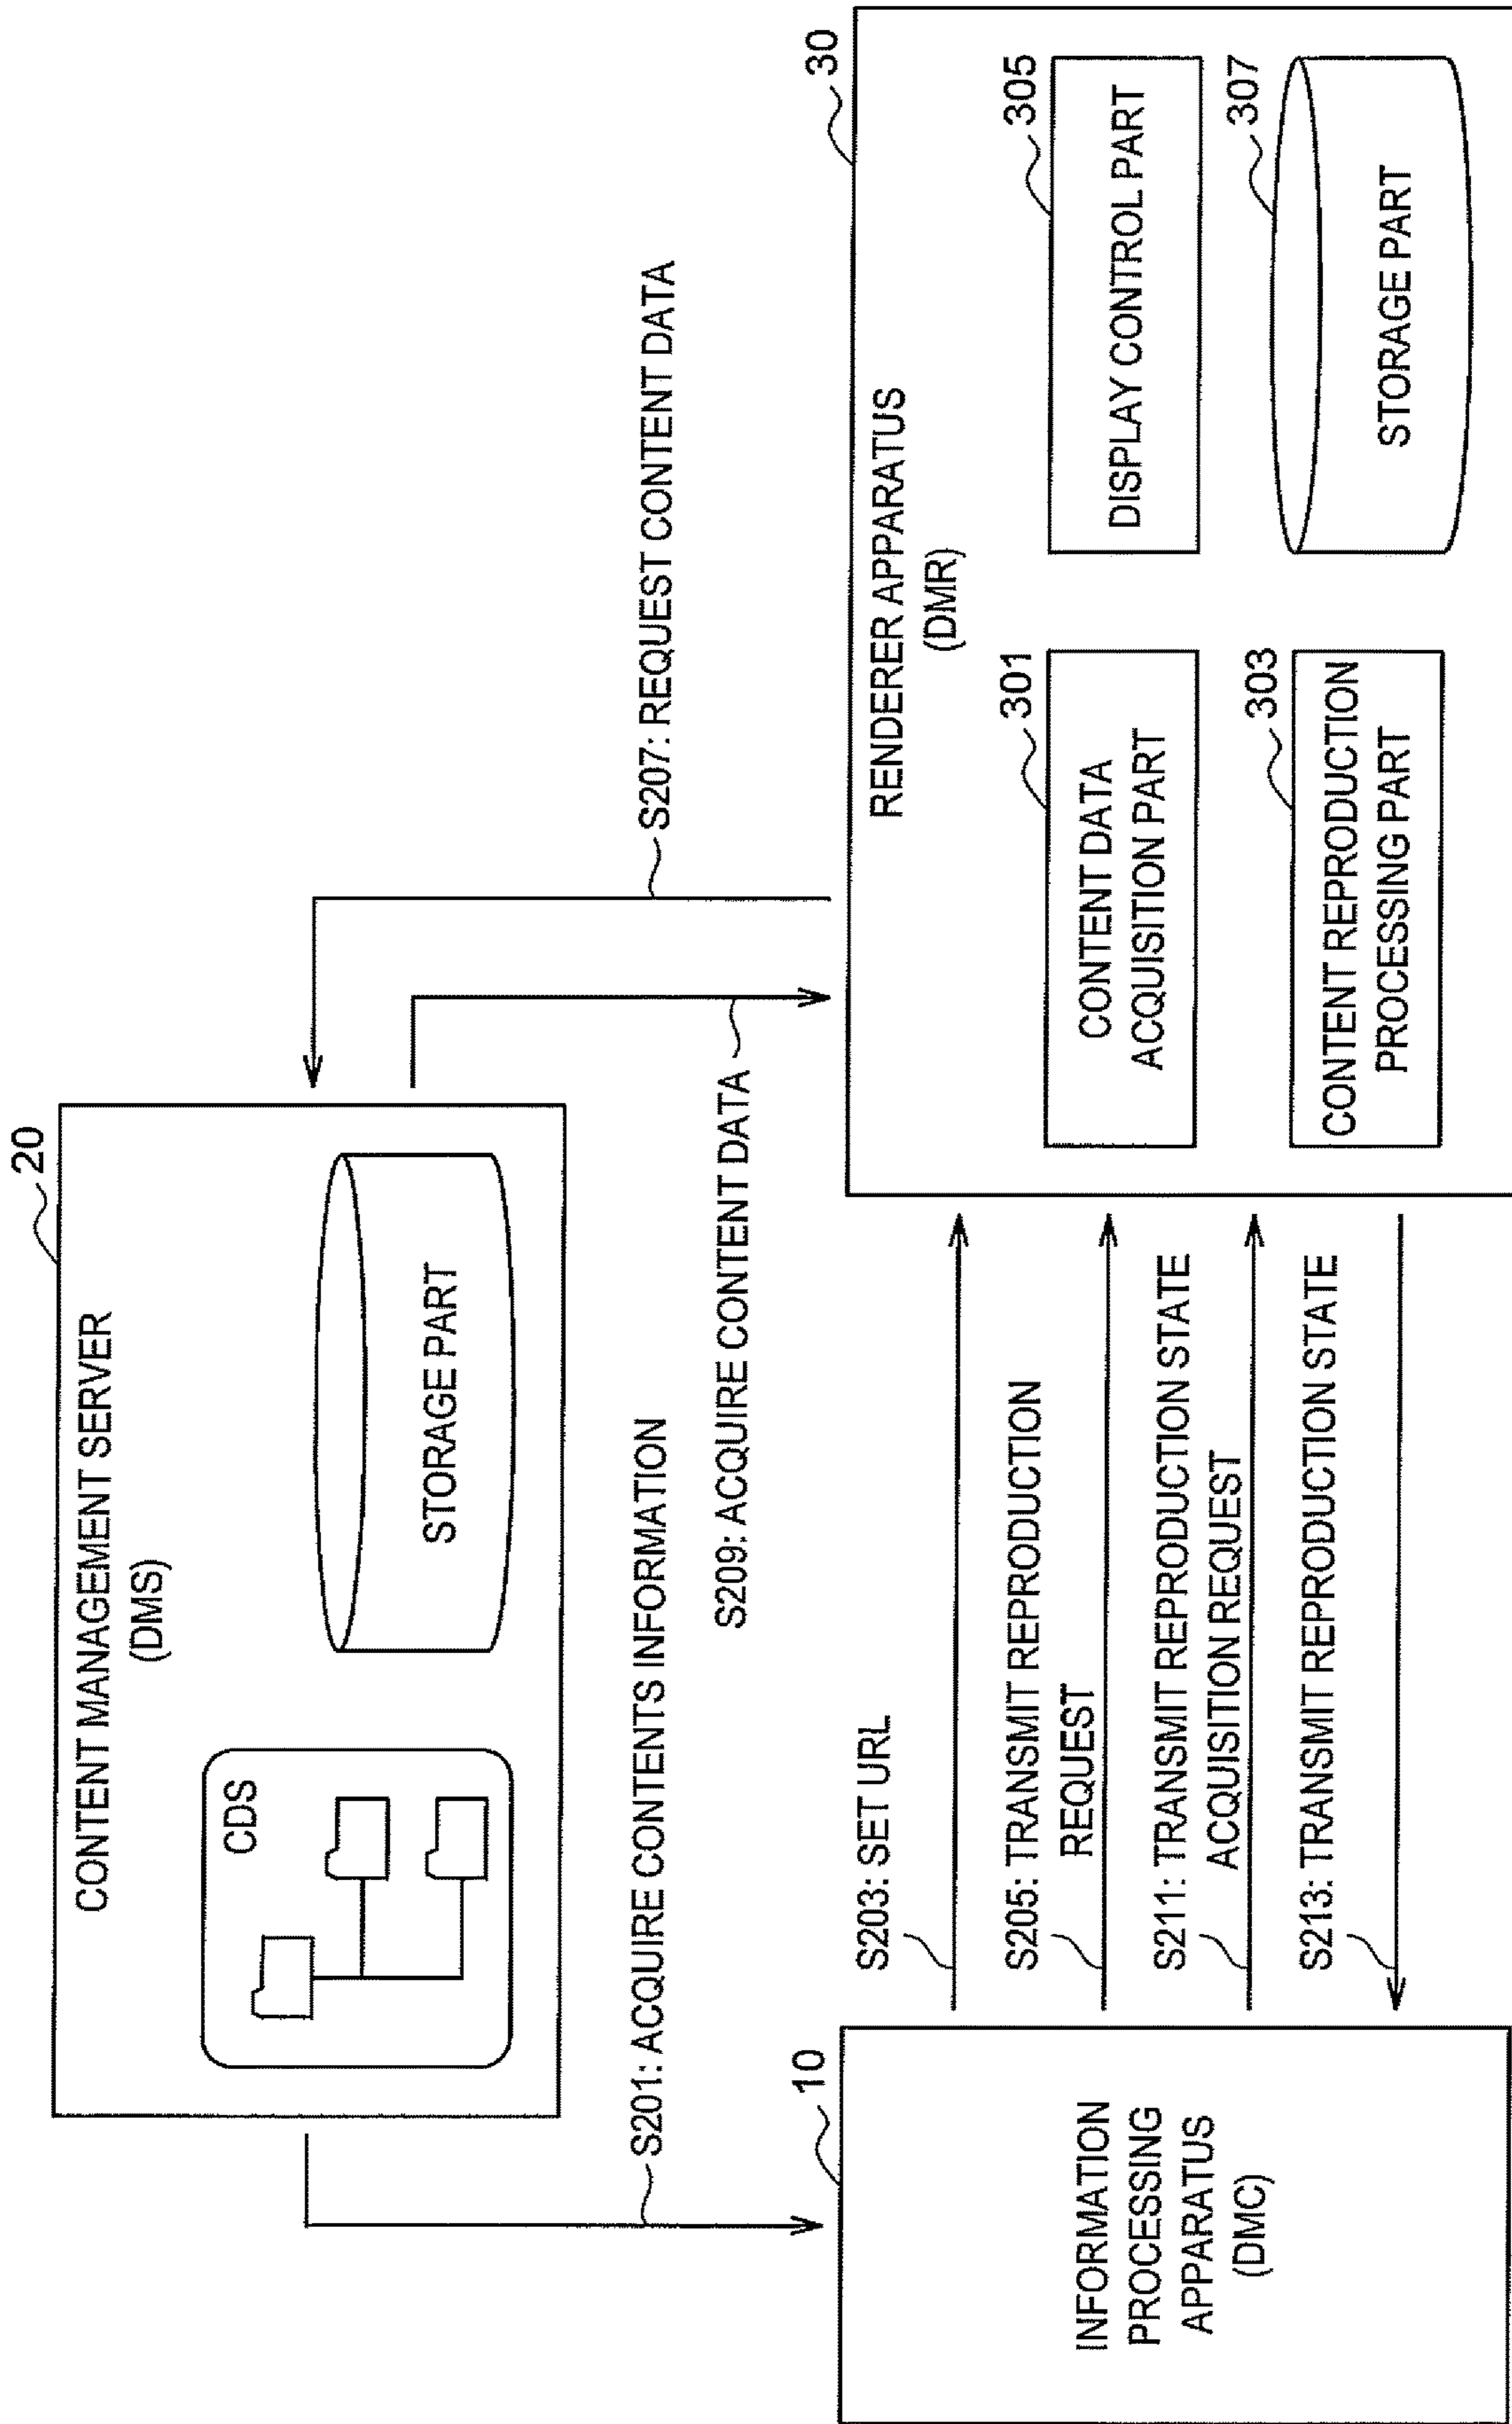 20
CONTENT MANAGEMENT SERVER
(DMS)
CDS
STORAGE PART
S201: ACQUIRE CONTENTS INFORMATION
S209: ACQUIRE CONTENT DATA
S207: REQUEST CONTENT DATA
10
INFORMATION
PROCESSING
APPARATUS
(DMC)
S203: SET URL
S205: TRANSMIT REPRODUCTION
REQUEST
S211: TRANSMIT REPRODUCTION STATE
ACQUISITION REQUEST
S213: TRANSMIT REPRODUCTION STATE
30
RENDERER APPARATUS
(DMR)
301
CONTENT DATA
ACQUISITION PART
305
DISPLAY CONTROL PART
303
CONTENT REPRODUCTION
PROCESSING PART
307
STORAGE PART